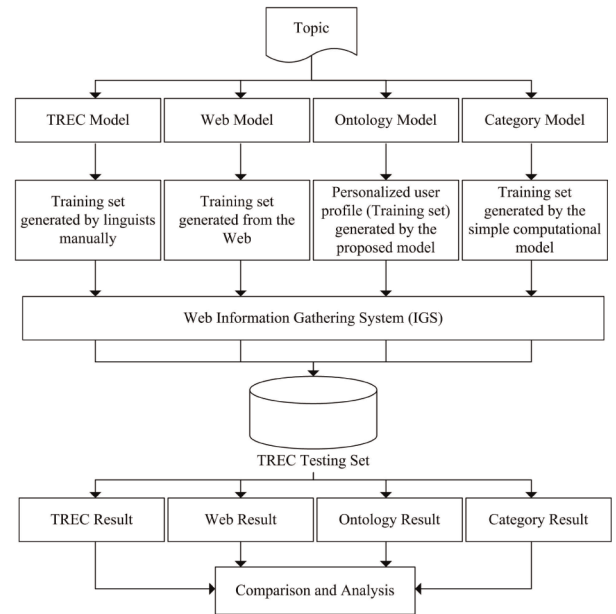 Topic
TREC Model
Web Model
Ontology Model
Category Model
Training set
generated by linguists
manually
Training set
generated from the
Web
Personalized user
profile (Training set)
generated by the
proposed model
Training set
generated by the
simple computational
model
Web Information Gathering System (IGS)
TREC Testing Set
TREC Result
Web Result
Ontology Result
Category Result
Comparison and Analysis